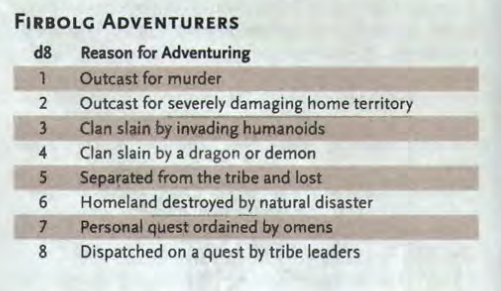 FIRBOLG ADVENTURERS
d8 Reason for Adventuring
1 Outcast for murder
2 Outcast for severely damaging home territory
3 Clan slain by invading humanoids
4 Clan slain by a dragon or demon
5 Separated from the tribe and lost
6 Homeland destroyed by natural disaster
7 Personal quest ordained by omens
8 Dispatched on a quest by tribe leaders